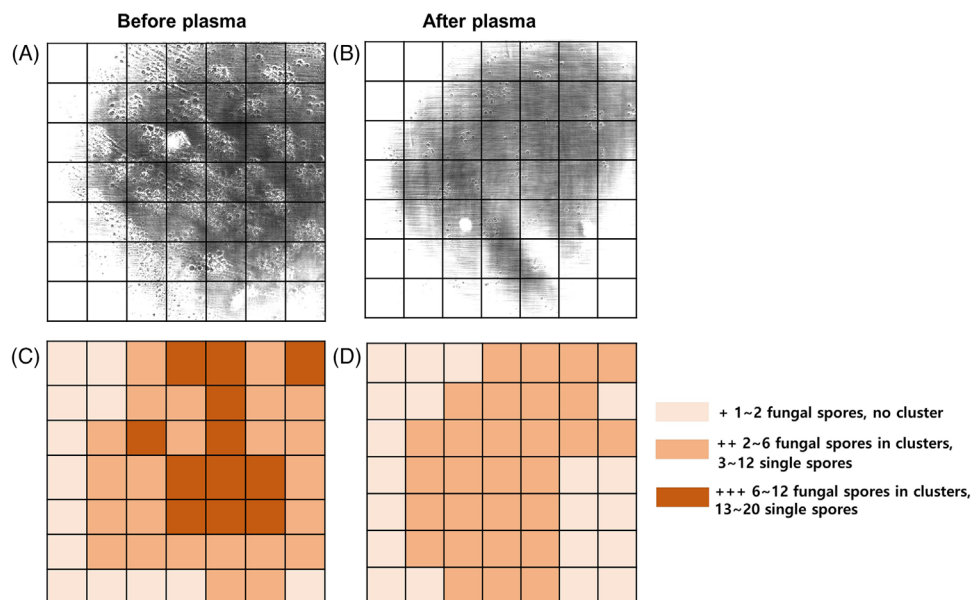 Before plasma
After plasma
(A)
(B)
(C)
(D)
+ 1~2 fungal spores, no cluster
++ 2~6 fungal spores in clusters,
3~12 single spores
+++ 6~12 fungal spores in clusters,
13~20 single spores